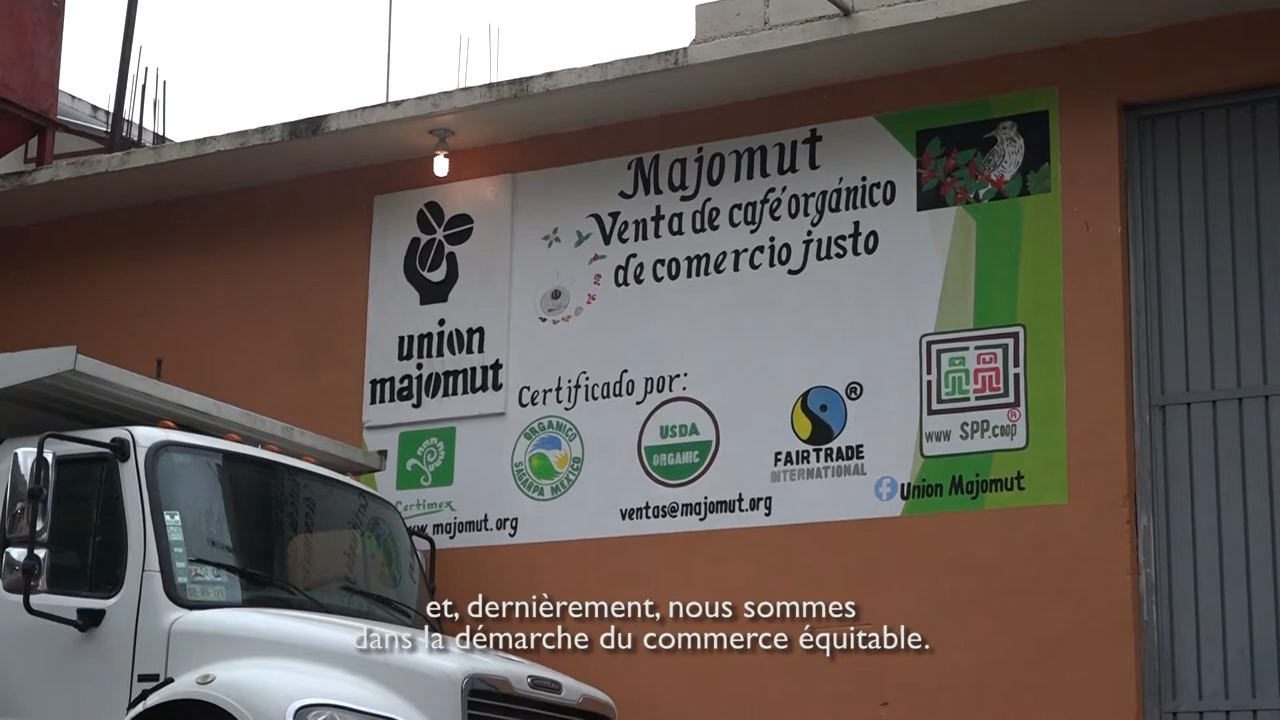 Majomut
Venta de café orgánico
de comercio justo
union
majomut
Certificado por:
Certimex
ORGANICO
SAGARPA MEXICO
USDA
ORGANIC
FAIRTRADE
INTERNATIONAL
www SPP.coop
Union Majomut
ventas@majomut.org
www.majomut.org
et, dernièrement, nous sommes
dans la démarche du commerce équitable.